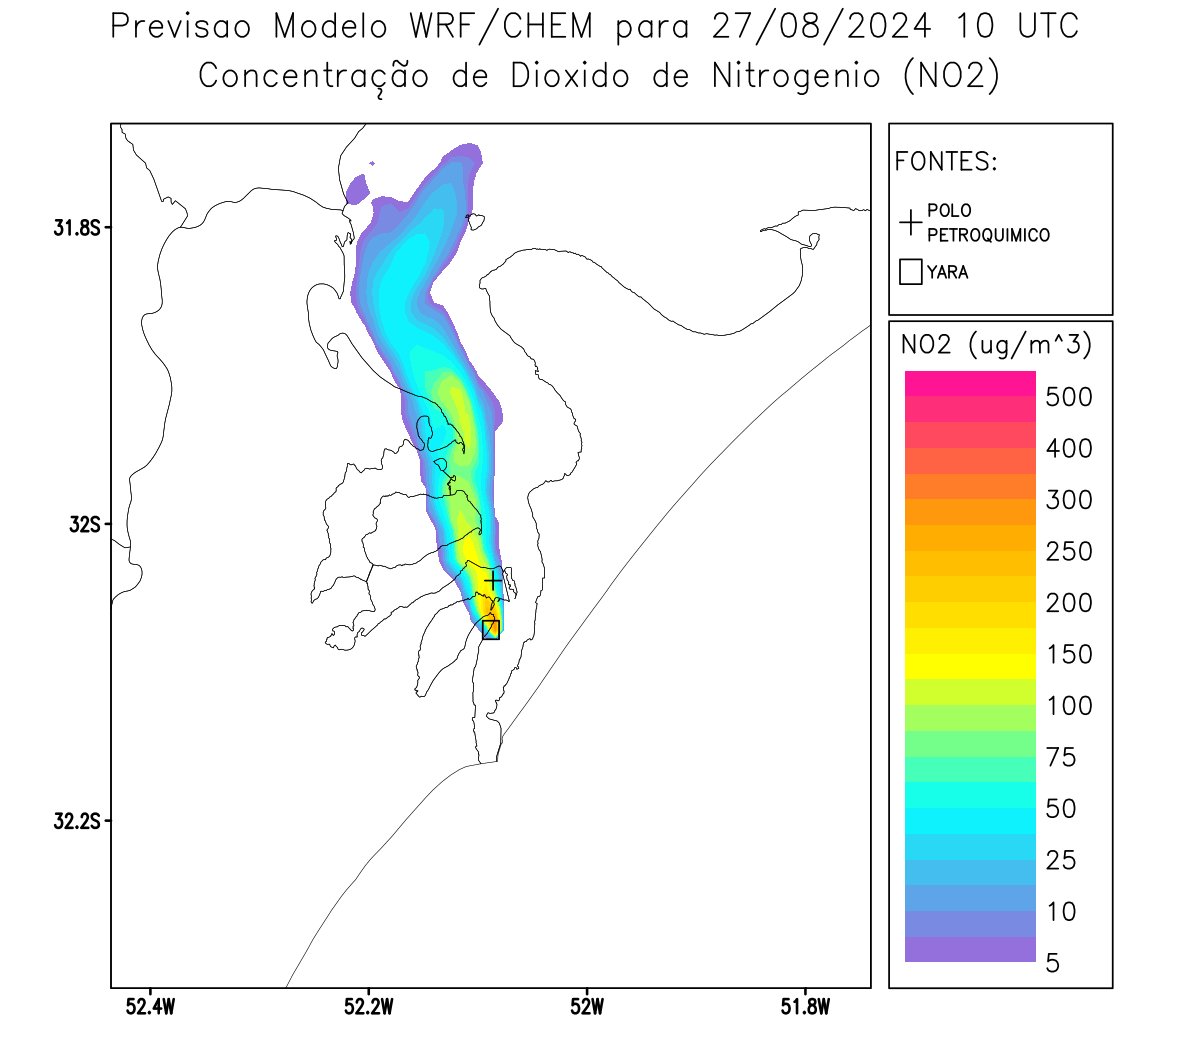 Previsao Modelo WRF/CHEM para 27/08/2024 10 UTC
Concentração de Dioxido de Nitrogenio (NO2)
FONTES:
POLO
PETROQUIMICO
YARA
NO2 (ug/m^3)
500
400
300
250
200
150
100
75
50
25
10
5
31.8S
32S
32.2S
52.4W
52.2W
52W
51.8W